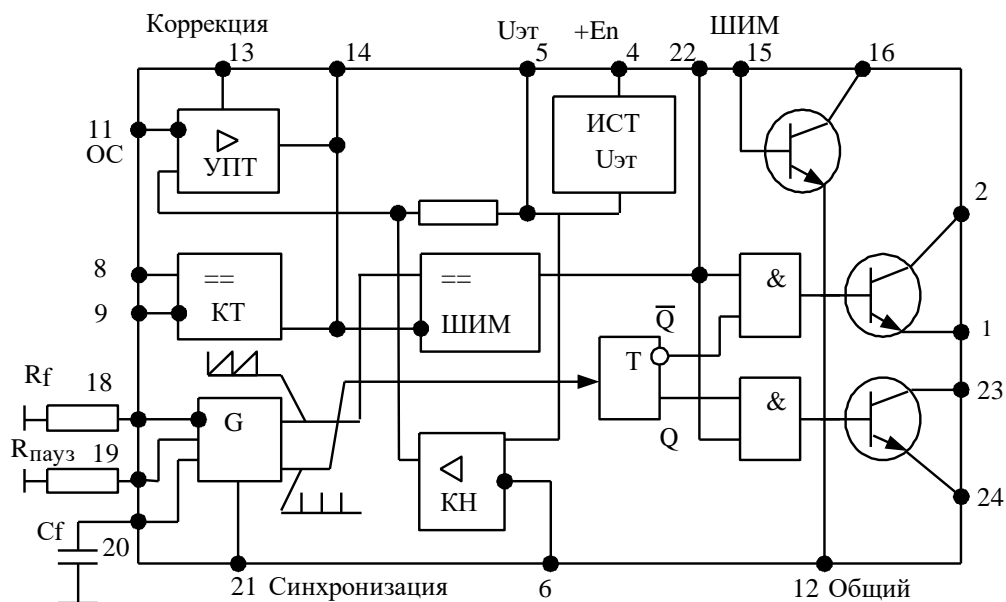 Коррекция Uэт +En ШИМ
13 14 5 4 22 15 16
11
ОС
▷
УПТ
ИСТ
Uэт
2
8
9
==
КТ
==
ШИМ
&
1
Q
T
Rf 18
G
&
23
Rпауз 19
Q
КН
24
Cf 20
21 Синхронизация 6 12 Общий